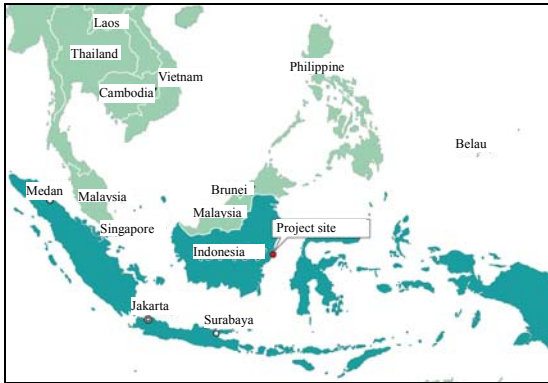 Laos
Thailand
Vietnam
Cambodia
Philippine
Belau
Medan
Malaysia
Brunei
Malaysia
Singapore
Indonesia
Project site
Jakarta
Surabaya